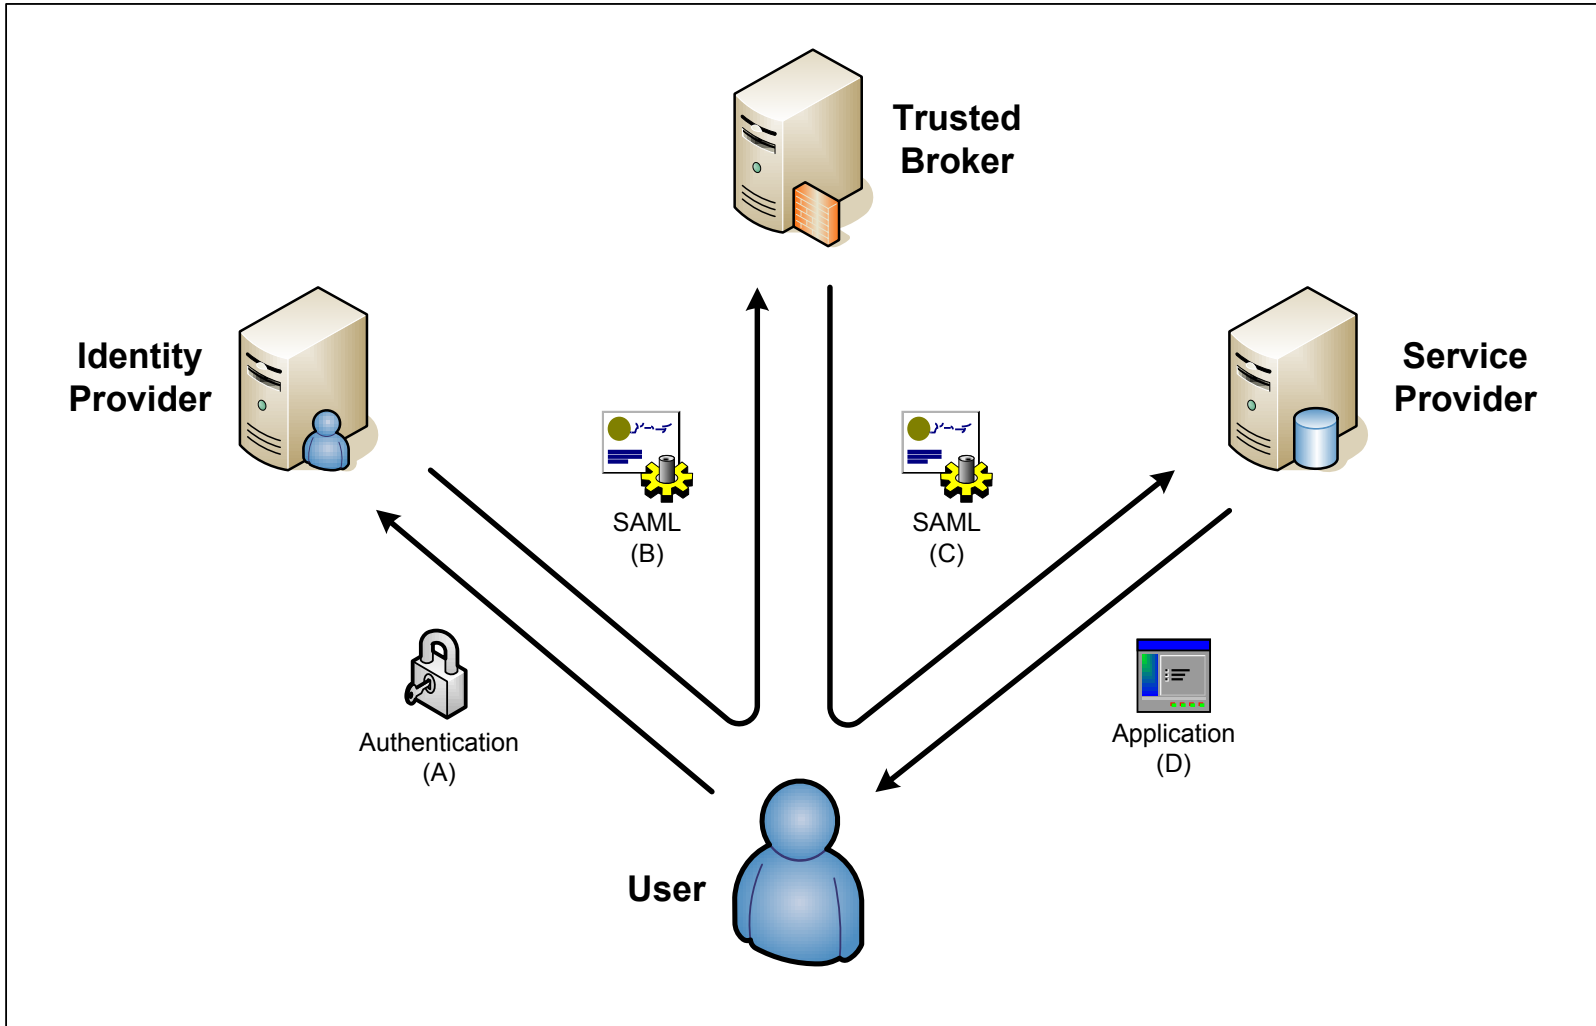 Trusted
Broker
Identity
Provider
Service
Provider
SAML
(B)
SAML
(C)
Authentication
(A)
Application
(D)
User